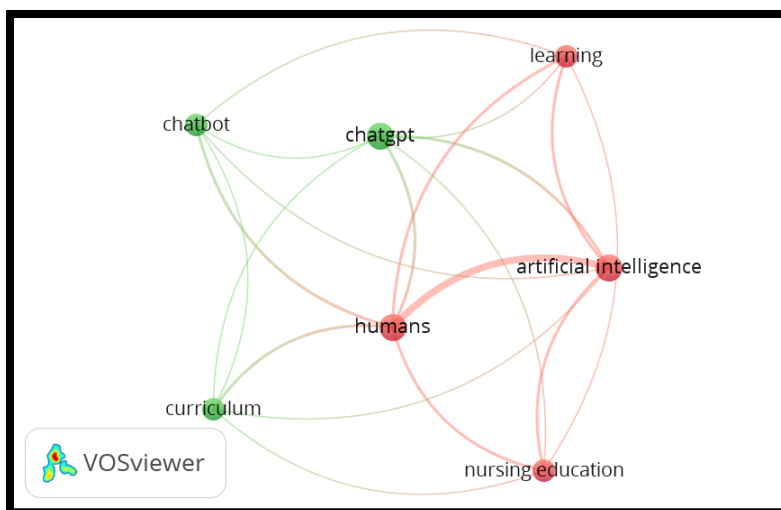 learning
chatbot
chatgpt
artificial intelligence
humans
curriculum
nursing education
VOSviewer